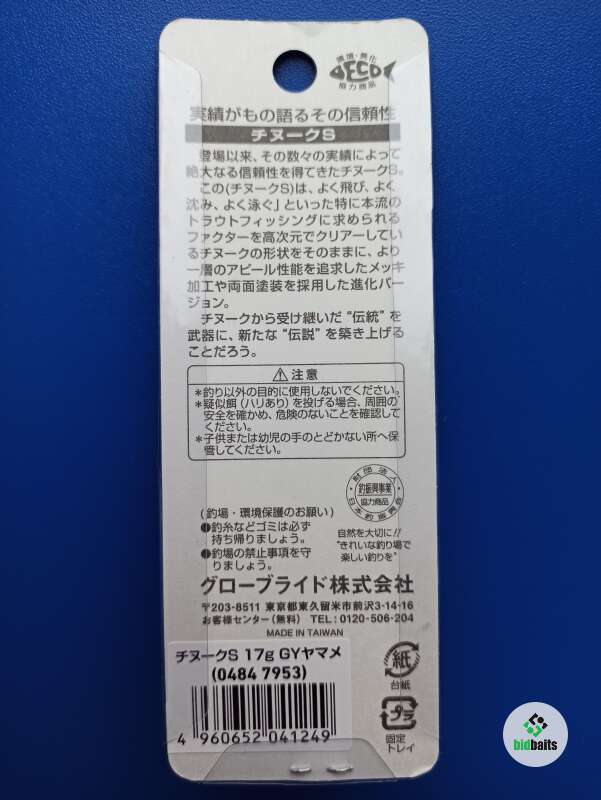 環境・美化
ECO
協力商品
実績がもの語るその信頼性
チヌークS
登場以来、その数々の実績によって
絶大なる信頼性を得てきたチヌークS。
この(チヌークS)は、よく飛び、よく
沈み、よく泳ぐ」といった特に本流の
トラウトフィッシングに求められる
ファクターを高次元でクリアーしてい
るチヌークの形状をそのままに、より
一層のアピール性能を追求したメッキ
加工や両面塗装を採用した進化バー
ジョン。
チヌークから受け継いだ“伝統”を
武器に、新たな“伝説”を築き上げる
ことだろう。
⚠注意
*釣り以外の目的に使用しないでください。
*疑似餌(ハリあり)を投げる場合、周囲の
安全を確かめ、危険のないことを確認して
ください。
*子供または幼児の手のとどかない所へ保
管してください。
財団法人
釣振興事業
協力商品
日本釣振興会
(釣場・環境保護のお願い)
●釣糸などゴミは必ず
持ち帰りましょう。
●釣場の禁止事項を守
りましょう。
自然を大切に!!
"きれいな釣り場で
楽しい釣りを"
グローブライド株式会社
〒203-8511 東京都東久留米市前沢3-14-16
お客様センター(無料) TEL:0120-506-204
MADE IN TAIWAN
チヌークS 17g GYヤマメ
(0484 7953)
4 960652 041249
紙
台紙
プラ
固定
トレイ
bidbaits